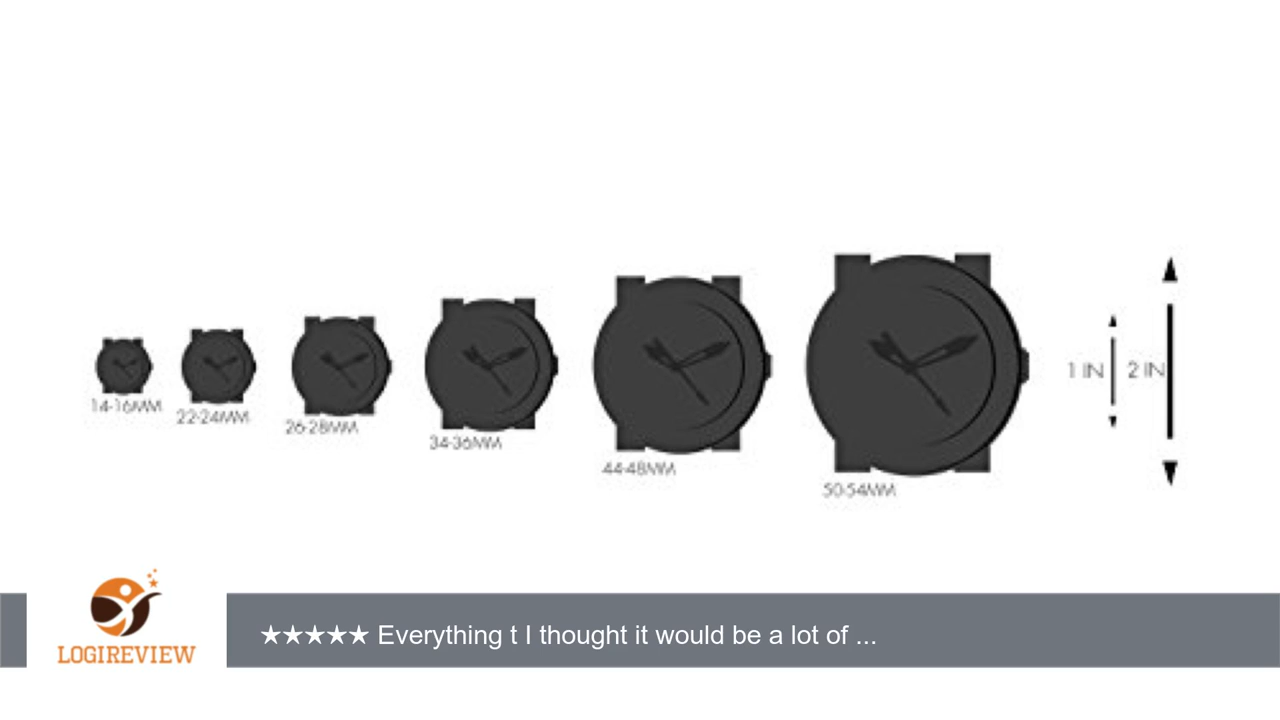 14-16MM
22-24MM
26-28MM
34-36MM
44-48MM
50-54MM
1 IN
2 IN
LOGIREVIEW
★★★★★ Everything t I thought it would be a lot of ...